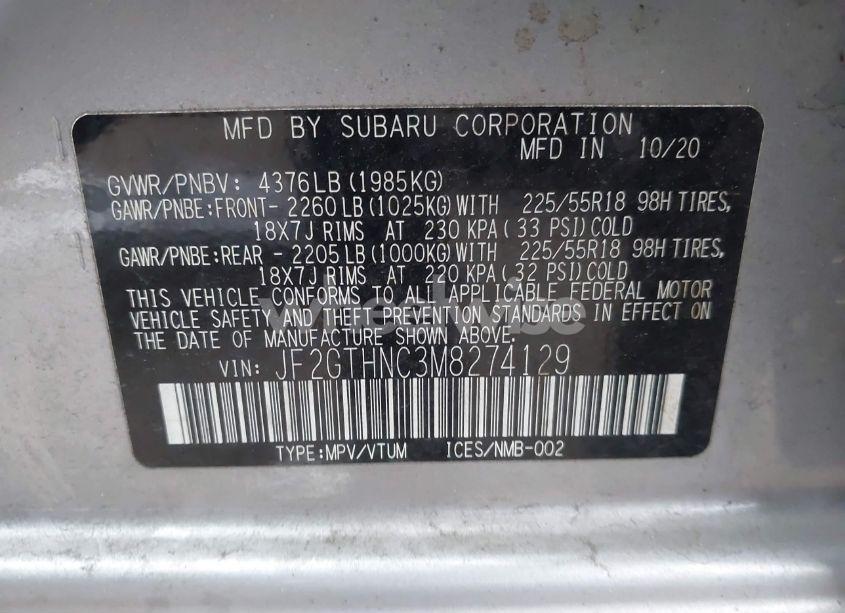 MFD BY SUBARU CORPORATION
MFD IN 10/20
GVWR/PNBV: 4376LB(1985KG)
GAWR/PNBE:FRONT- 2260LB(1025KG)WITH 225/55R18 98H TIRES,
18X7J RIMS AT 230 KPA( 33 PSI)COLD
GAWR/PNBE:REAR - 2205LB(1000KG)WITH 225/55R18 98H TIRES,
18X7J RIMS AT 220 KPA( 32 PSI)COLD
THIS VEHICLE CONFORMS TO ALL APPLICABLE FEDERAL MOTOR
VEHICLE SAFETY AND THEFT PREVENTION STANDARDS IN EFFECT ON
THE DATE OF MANUFACTURE SHOWN ABOVE.
VIN: JF2GTHNC3M8274129
TYPE:MPV/VTUM ICES/NMB-002